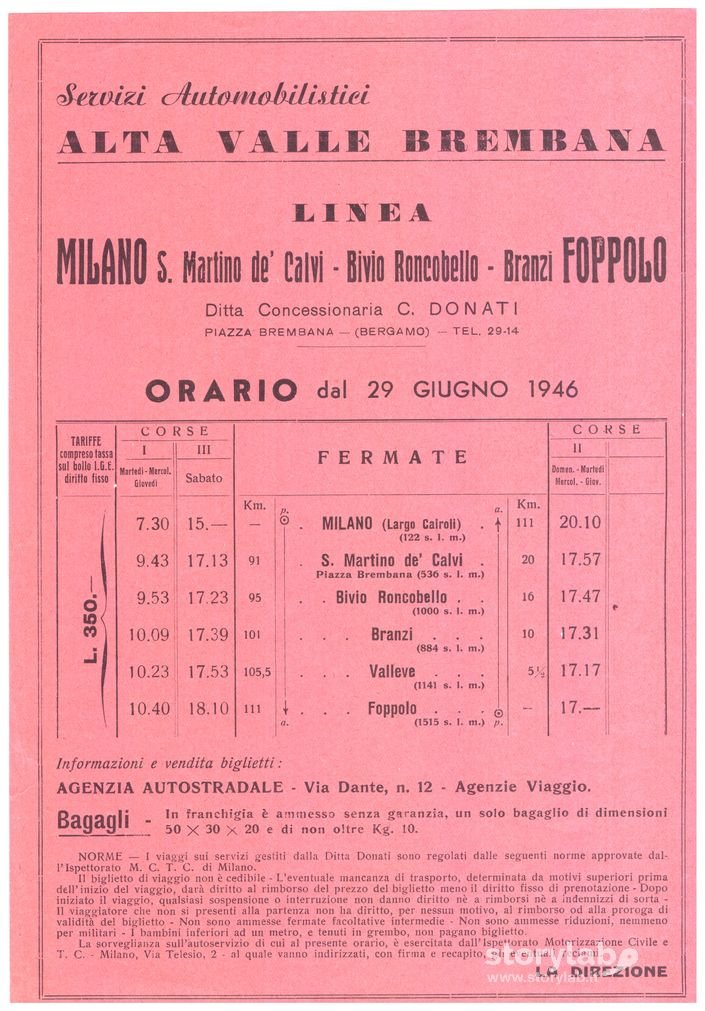 Servizi Automobilistici
ALTA VALLE BREMBANA
LINEA
MILANO S. Martino de' Calvi - Bivio Roncobello - Branzi FOPPOLO
Ditta Concessionaria C. DONATI
PIAZZA BREMBANA — (BERGAMO) — TEL. 29-14
ORARIO dal 29 GIUGNO 1946
TARIFFE compreso tassa sul bollo I.G.E. diritto fisso
CORSE
I III
Martedì - Mercol. Giovedì Sabato
FERMATE
CORSE
II
Domen. - Martedì Mercol. - Giov.
Km. p. a. Km.
7.30 15.— – . MILANO (Largo Cairoli) . 111 20.10
(122 s. l. m.)
9.43 17.13 91 . S. Martino de' Calvi . 20 17.57
Piazza Brembana (536 s. l. m.)
9.53 17.23 95 . . Bivio Roncobello . . 16 17.47
(1000 s. l. m.)
L. 350.—
10.09 17.39 101 . . . Branzi . . . 10 17.31
(884 s. l. m.)
10.23 17.53 105,5 . . . Valleve . . . 5½ 17.17
(1141 s. l. m.)
10.40 18.10 111 . . . Foppolo . . . – 17.—
a. (1515 s. l. m.) p.
Informazioni e vendita biglietti :
AGENZIA AUTOSTRADALE - Via Dante, n. 12 - Agenzie Viaggio.
Bagagli - In franchigia è ammesso senza garanzia, un solo bagaglio di dimensioni
50 × 30 × 20 e di non oltre Kg. 10.
NORME — I viaggi sui servizi gestiti dalla Ditta Donati sono regolati dalle seguenti norme approvate dal-
l'Ispettorato M. C. T. C. di Milano.
Il biglietto di viaggio non è cedibile - L'eventuale mancanza di trasporto, determinata da motivi superiori prima
dell'inizio del viaggio, darà diritto al rimborso del prezzo del biglietto meno il diritto fisso di prenotazione - Dopo
iniziato il viaggio, qualsiasi sospensione o interruzione non danno diritto nè a rimborsi nè a indennizzi di sorta -
Il viaggiatore che non si presenti alla partenza non ha diritto, per nessun motivo, al rimborso od alla proroga di
validità del biglietto - Non sono ammesse fermate facoltative intermedie - Non sono ammesse riduzioni, nemmeno
per militari - I bambini inferiori ad un metro, e tenuti in grembo, non pagano biglietto.
La sorveglianza sull'autoservizio di cui al presente orario, è esercitata dall'Ispett. Motorizzazione Civile e
T. C. - Milano, Via Telesio, 2 - al quale vanno indirizzati, con firma e recapito, gli eventuali reclami.
LA DIREZIONE
storylab
www.storylab.it